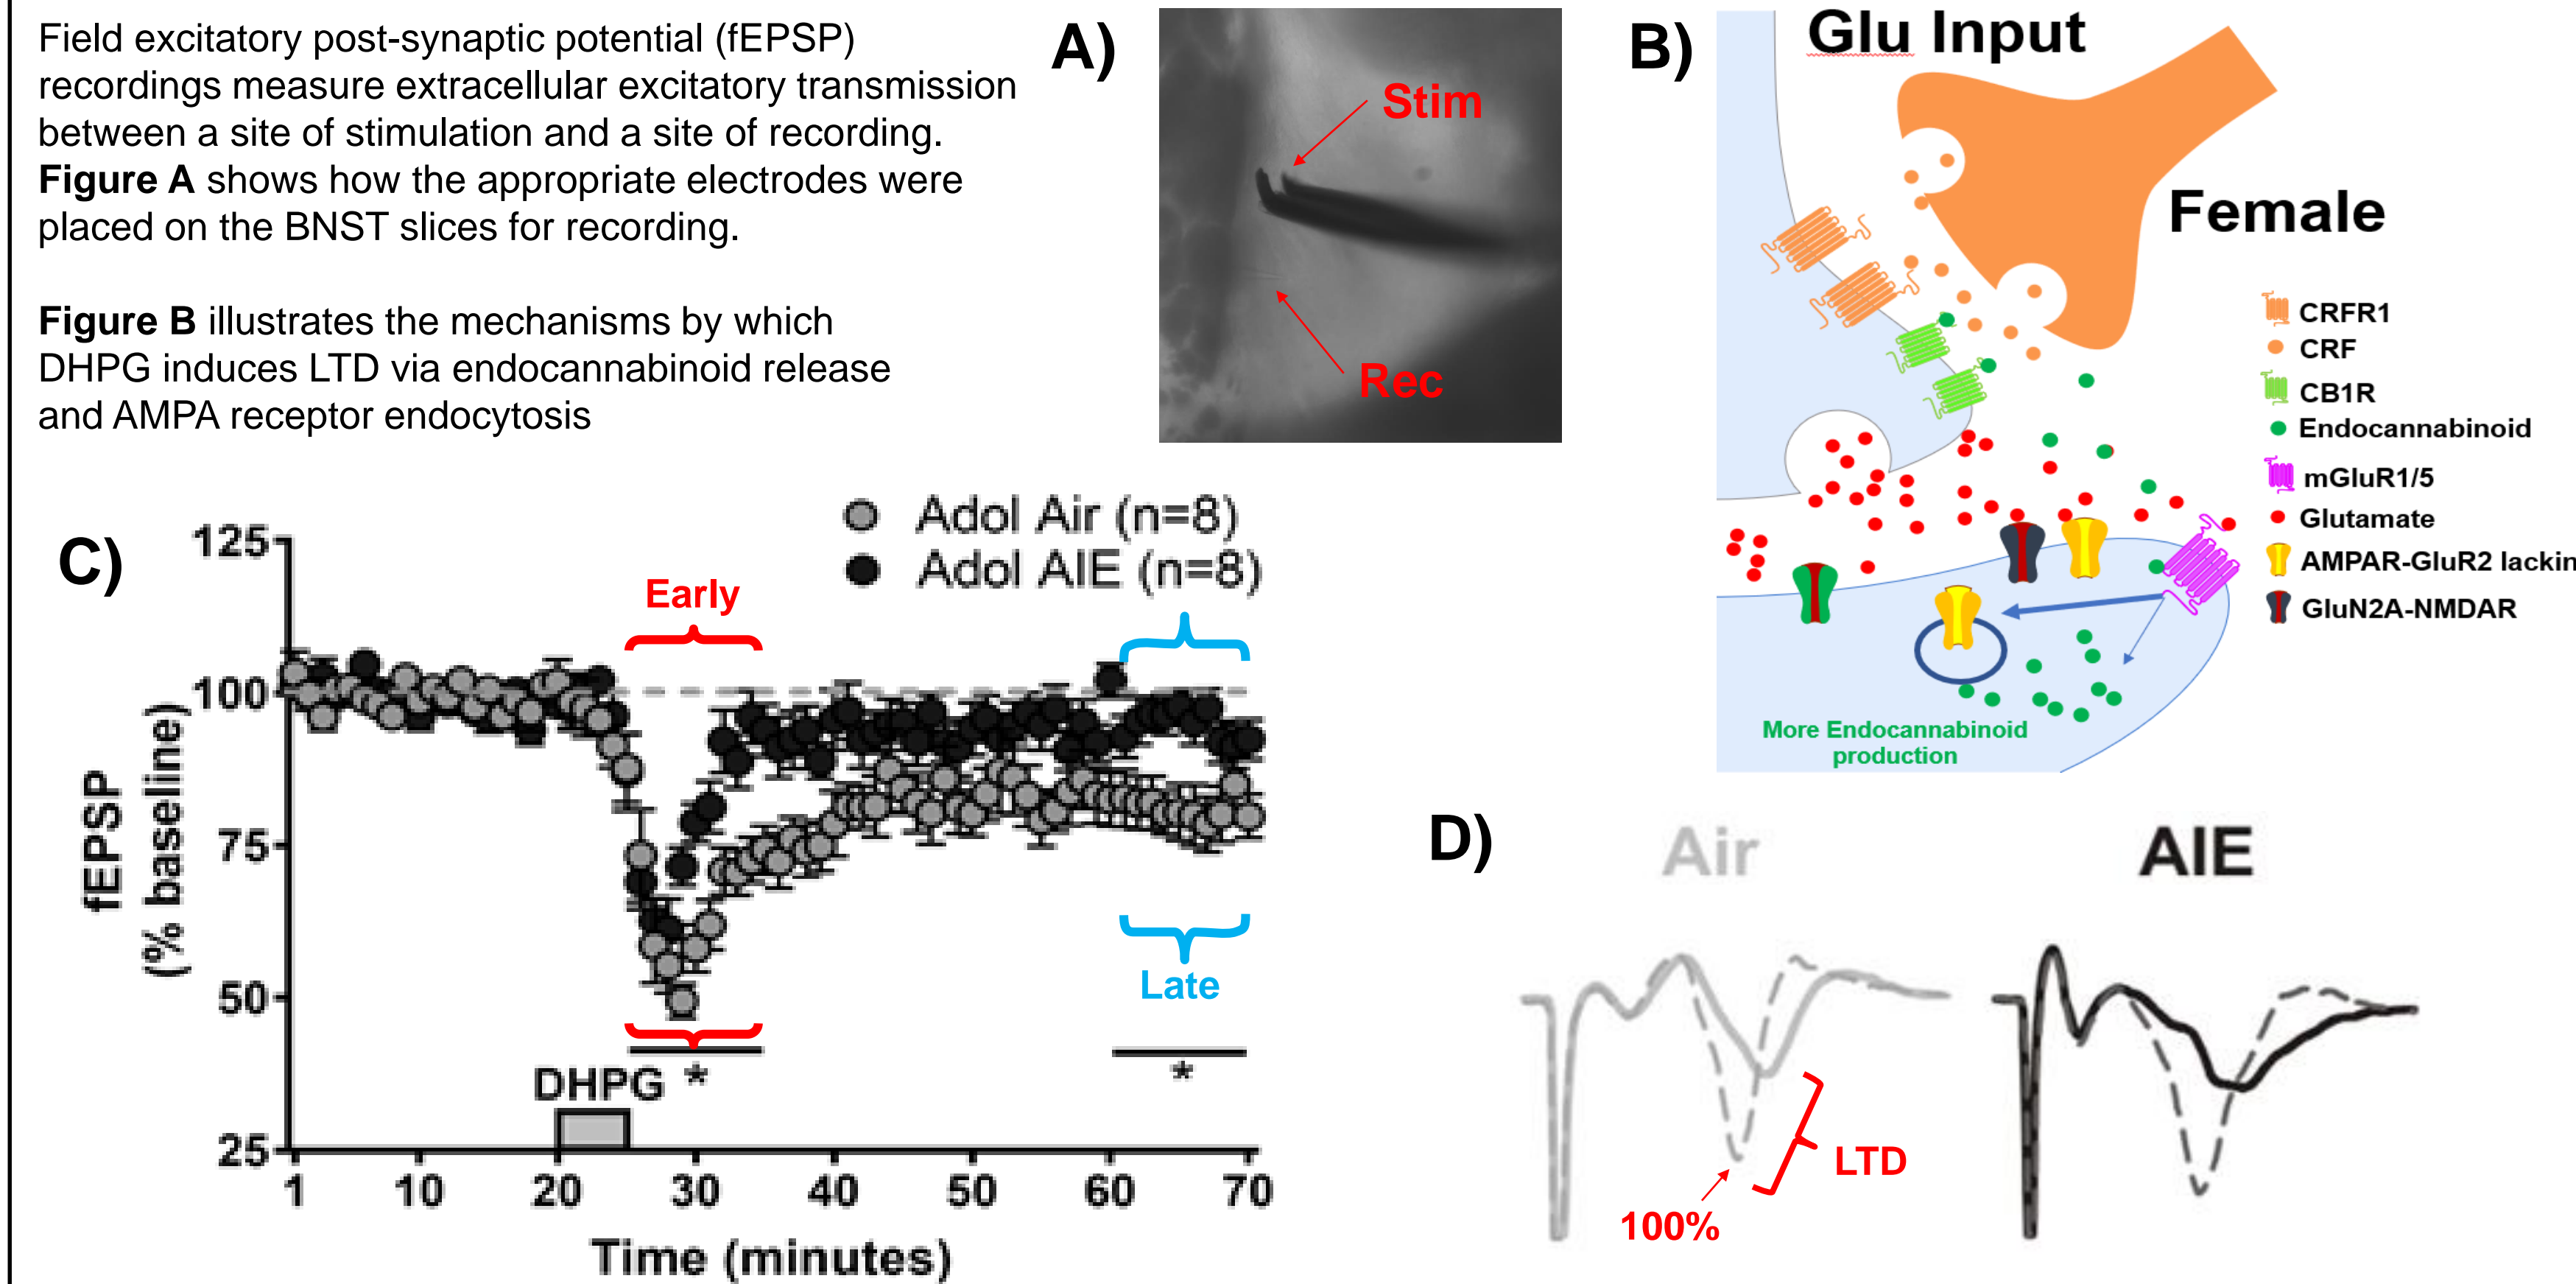 Field excitatory post-synaptic potential (fEPSP)
recordings measure extracellular excitatory transmission
between a site of stimulation and a site of recording.
Figure A shows how the appropriate electrodes were
placed on the BNST slices for recording.
Figure B illustrates the mechanisms by which
DHPG induces LTD via endocannabinoid release
and AMPA receptor endocytosis
A)
Stim
Rec
B)
Glu Input
Female
CRFR1
CRF
CB1R
Endocannabinoid
mGluR1/5
Glutamate
AMPAR-GluR2 lackin
GluN2A-NMDAR
More Endocannabinoid
production
C)
Adol Air (n=8)
Adol AIE (n=8)
Early
Late
125
100
75
50
25
fEPSP
(% baseline)
DHPG
*
*
1 10 20 30 40 50 60 70
Time (minutes)
D)
Air
AIE
LTD
100%